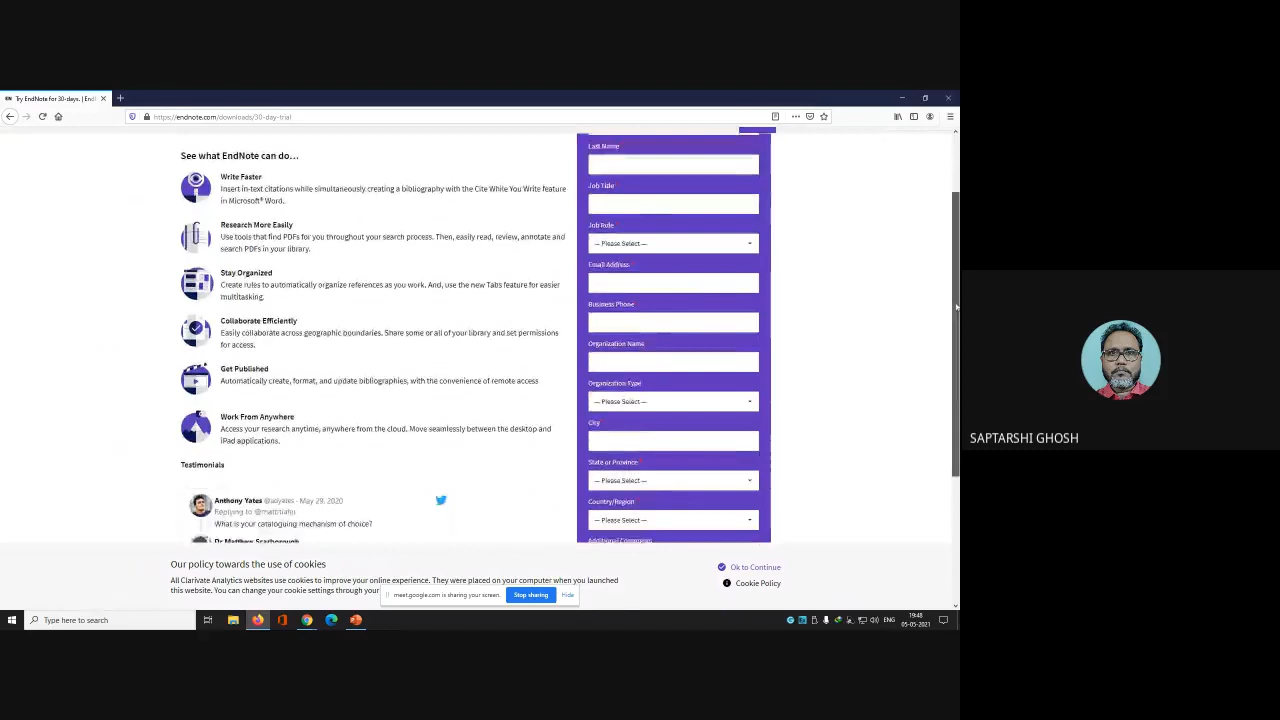 Try EndNote for 30-days. | End
https://endnote.com/downloads/30-day-trial
See what EndNote can do...
Write Faster
Insert in-text citations while simultaneously creating a bibliography with the Cite While You Write feature
in Microsoft® Word.
Research More Easily
Use tools that find PDFs for you throughout your search process. Then, easily read, review, annotate and
search PDFs in your library.
Stay Organized
Create rules to automatically organize references as you work. And, use the new Tabs feature for easier
multitasking.
Collaborate Efficiently
Easily collaborate across geographic boundaries. Share some or all of your library and set permissions
for access.
Get Published
Automatically create, format, and update bibliographies, with the convenience of remote access
Work From Anywhere
Access your research anytime, anywhere from the cloud. Move seamlessly between the desktop and
iPad applications.
Testimonials
Anthony Yates
- May 29, 2020
Replying to
What is your cataloguing mechanism of choice?
Dr Matthew Scarborough
Last Name
Job Title
Job Role
-- Please Select --
Email Address
Business Phone
Organization Name
Organization Type
-- Please Select --
City
State or Province
-- Please Select --
Country/Region
-- Please Select --
Additional Comments
Our policy towards the use of cookies
All Clarivate Analytics websites use cookies to improve your online experience. They were placed on your computer when you launched
this website. You can change your cookie settings through your
Ok to Continue
Cookie Policy
meet.google.com is sharing your screen.
Stop sharing
Hide
Type here to search
ENG
19:48
05-05-2021
SAPTARSHI GHOSH